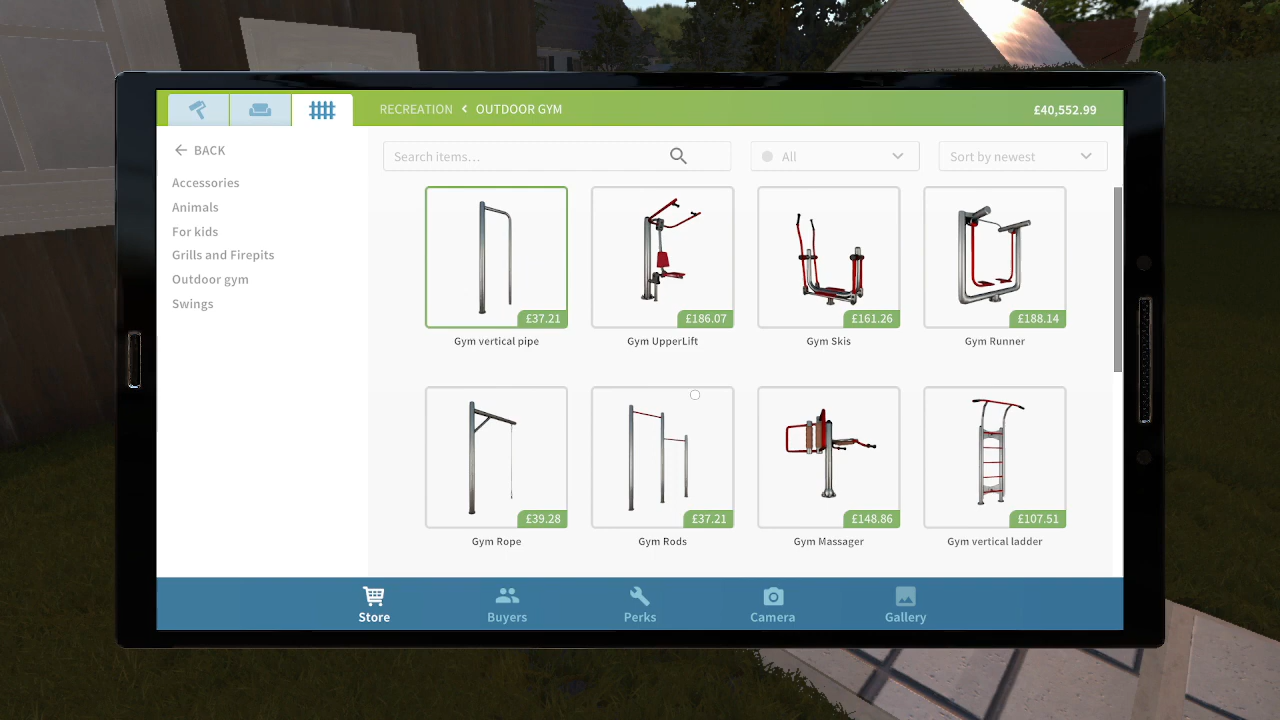 RECREATION < OUTDOOR GYM
£40,552.99
BACK
Accessories
Animals
For kids
Grills and Firepits
Outdoor gym
Swings
Search items...
All
Sort by newest
£37.21
£186.07
£161.26
£188.14
Gym vertical pipe
Gym UpperLift
Gym Skis
Gym Runner
£39.28
£37.21
£148.86
£107.51
Gym Rope
Gym Rods
Gym Massager
Gym vertical ladder
Store
Buyers
Perks
Camera
Gallery